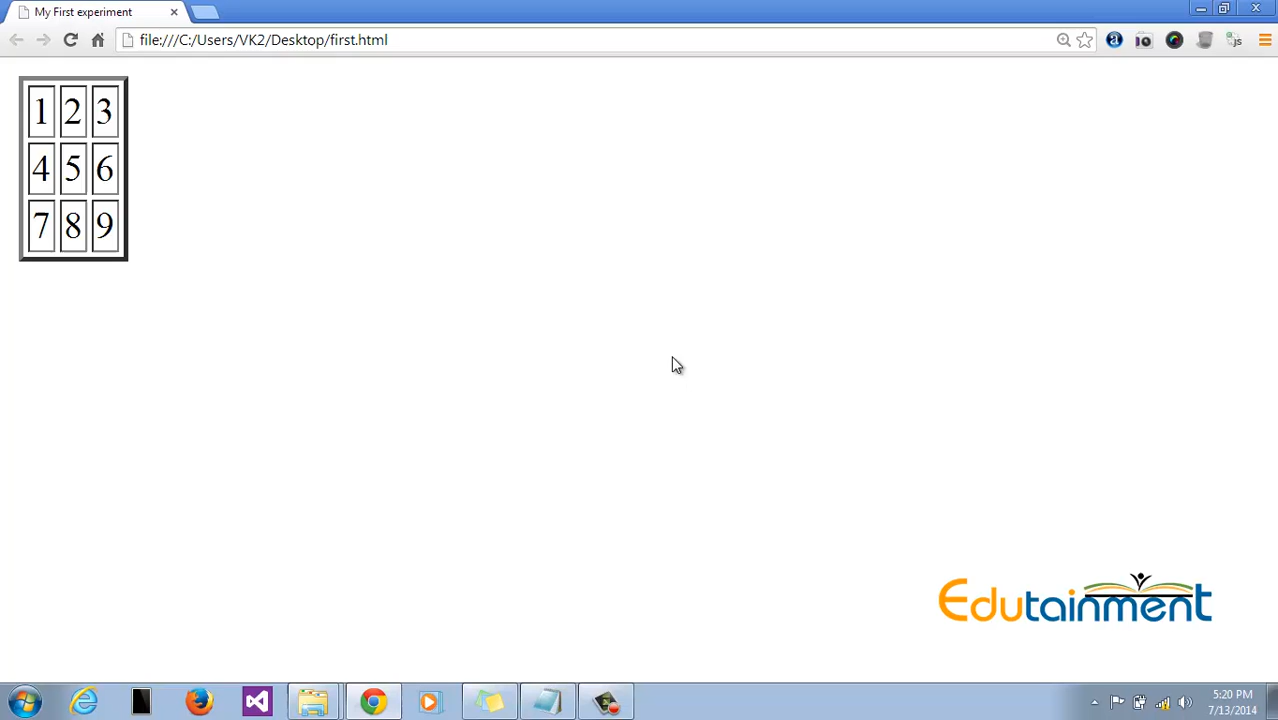 My First experiment
file:///C:/Users/VK2/Desktop/first.html
1 2 3
4 5 6
7 8 9
Edutainment
5:20 PM
7/13/2014